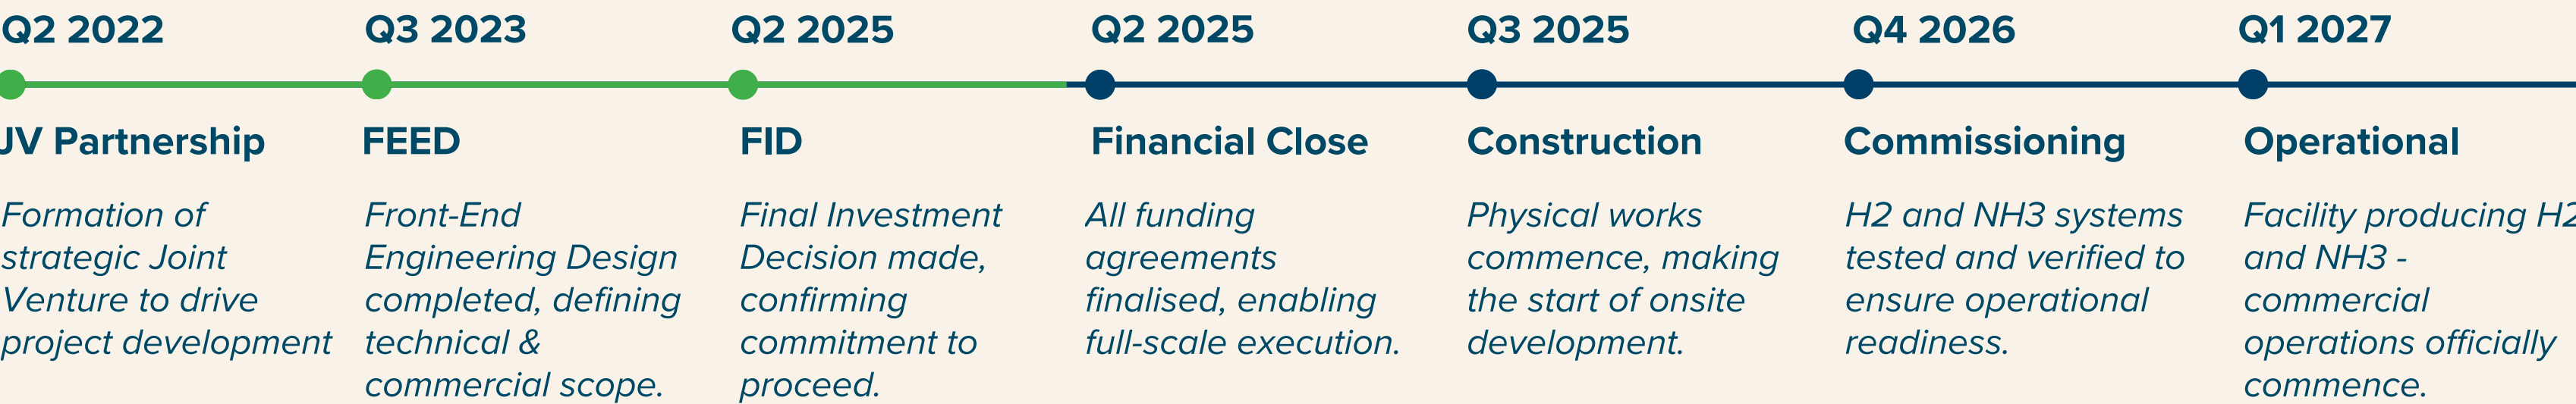 Q2 2022
JV Partnership
Formation of
strategic Joint
Venture to drive
project development
Q3 2023
FEED
Front-End
Engineering Design
completed, defining
technical &
commercial scope.
Q2 2025
FID
Final Investment
Decision made,
confirming
commitment to
proceed.
Q2 2025
Financial Close
All funding
agreements
finalised, enabling
full-scale execution.
Q3 2025
Construction
Physical works
commence, making
the start of onsite
development.
Q4 2026
Commissioning
H2 and NH3 systems
tested and verified to
ensure operational
readiness.
Q1 2027
Operational
Facility producing H2
and NH3 -
commercial
operations officially
commence.